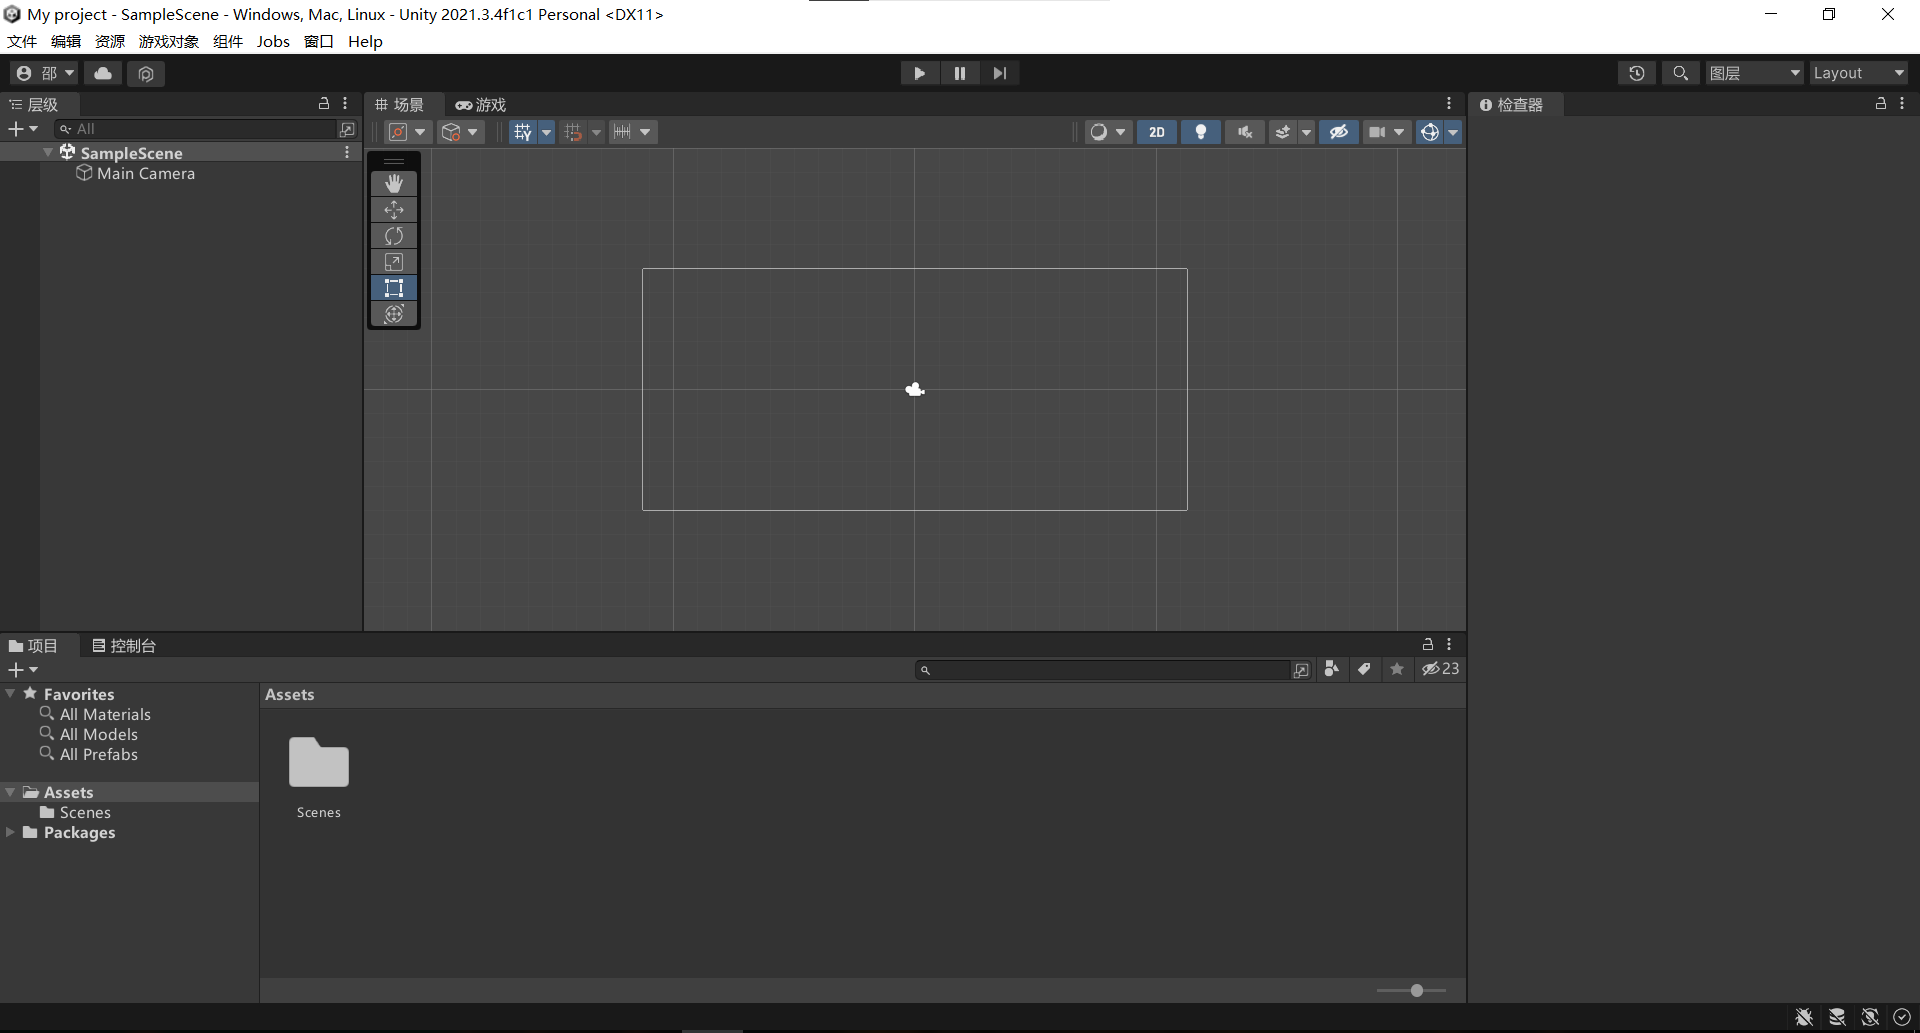 My project - SampleScene - Windows, Mac, Linux - Unity 2021.3.4f1c1 Personal <DX11>
文件 编辑 资源 游戏对象 组件 Jobs 窗口 Help
邵 图层 Layout
层级 场景 游戏 检查器
All 2D
SampleScene
Main Camera
项目 控制台
23
Favorites Assets
All Materials
All Models
All Prefabs
Assets
Scenes Scenes
Packages